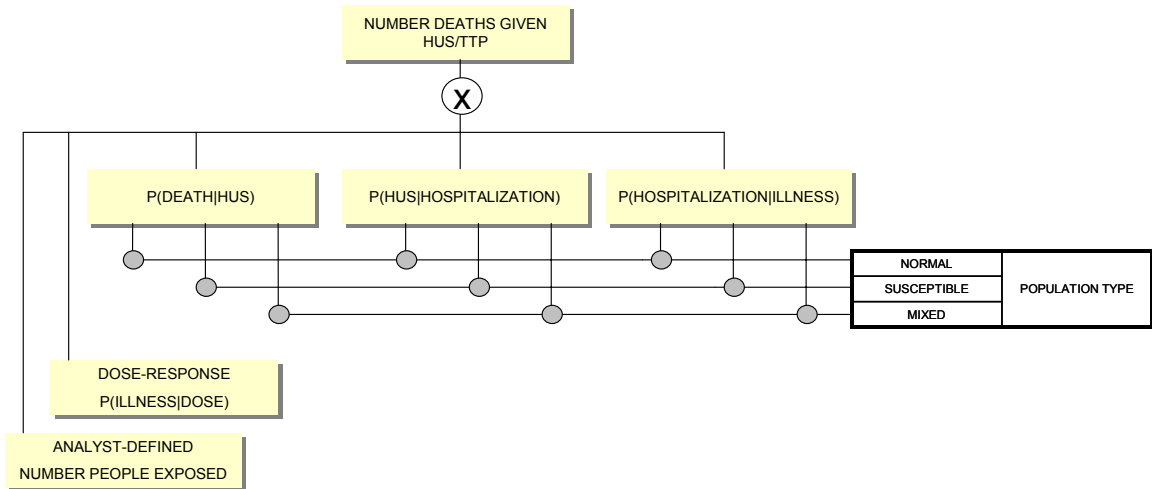 NUMBER DEATHS GIVEN
HUS/TTP
X
P(DEATH|HUS)
P(HUS|HOSPITALIZATION)
P(HOSPITALIZATION|ILLNESS)
NORMAL
SUSCEPTIBLE
MIXED
POPULATION TYPE
DOSE-RESPONSE
P(ILLNESS|DOSE)
ANALYST-DEFINED
NUMBER PEOPLE EXPOSED